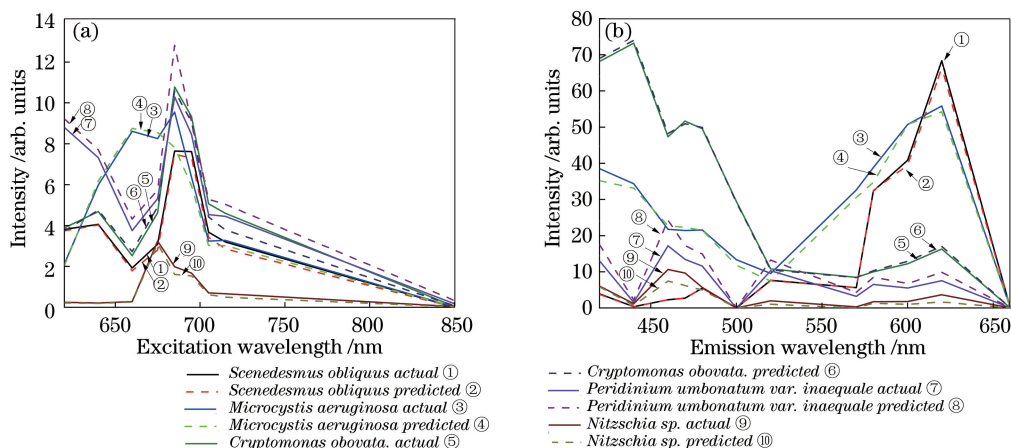 (a)
Intensity /arb. units
14
12
10
8
6
4
2
0
650
700
750
800
850
Excitation wavelength /nm
⑧
⑦
④
③
⑥
⑤
①
②
⑨
⑩
(b)
Intensity /arb. units
80
70
60
50
40
30
20
10
0
450
500
550
600
650
Emission wavelength /nm
①
③
④
②
⑧
⑦
⑨
⑩
⑥
⑤
Scenedesmus obliquus actual ①
Scenedesmus obliquus predicted ②
Microcystis aeruginosa actual ③
Microcystis aeruginosa predicted ④
Cryptomonas obovata. actual ⑤
Cryptomonas obovata. predicted ⑥
Peridinium umbonatum var. inaequale actual ⑦
Peridinium umbonatum var. inaequale predicted ⑧
Nitzschia sp. actual ⑨
Nitzschia sp. predicted ⑩